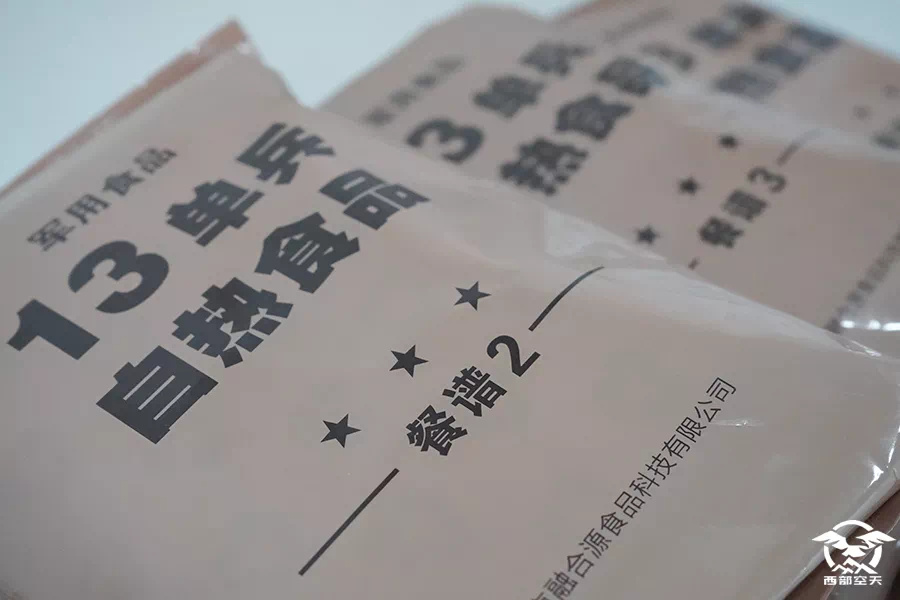 军用食品
13单兵
自热食品
★★★
餐谱2
融合源食品科技有限公司
3单兵
热食品
★★★
餐谱3
西部空天